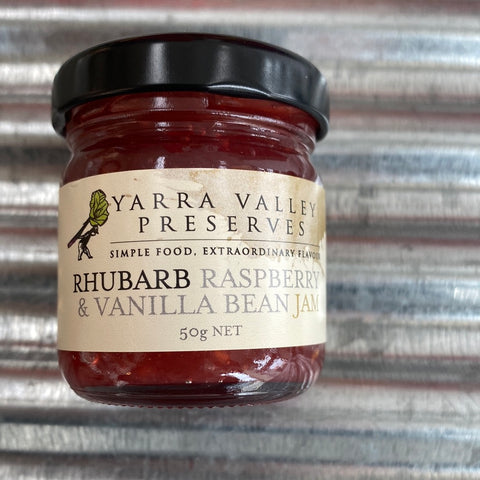 YARRA VALLEY
PRESERVES
SIMPLE FOOD, EXTRAORDINARY FLAVOUR
RHUBARB RASPBERRY
& VANILLA BEAN JAM
50g NET